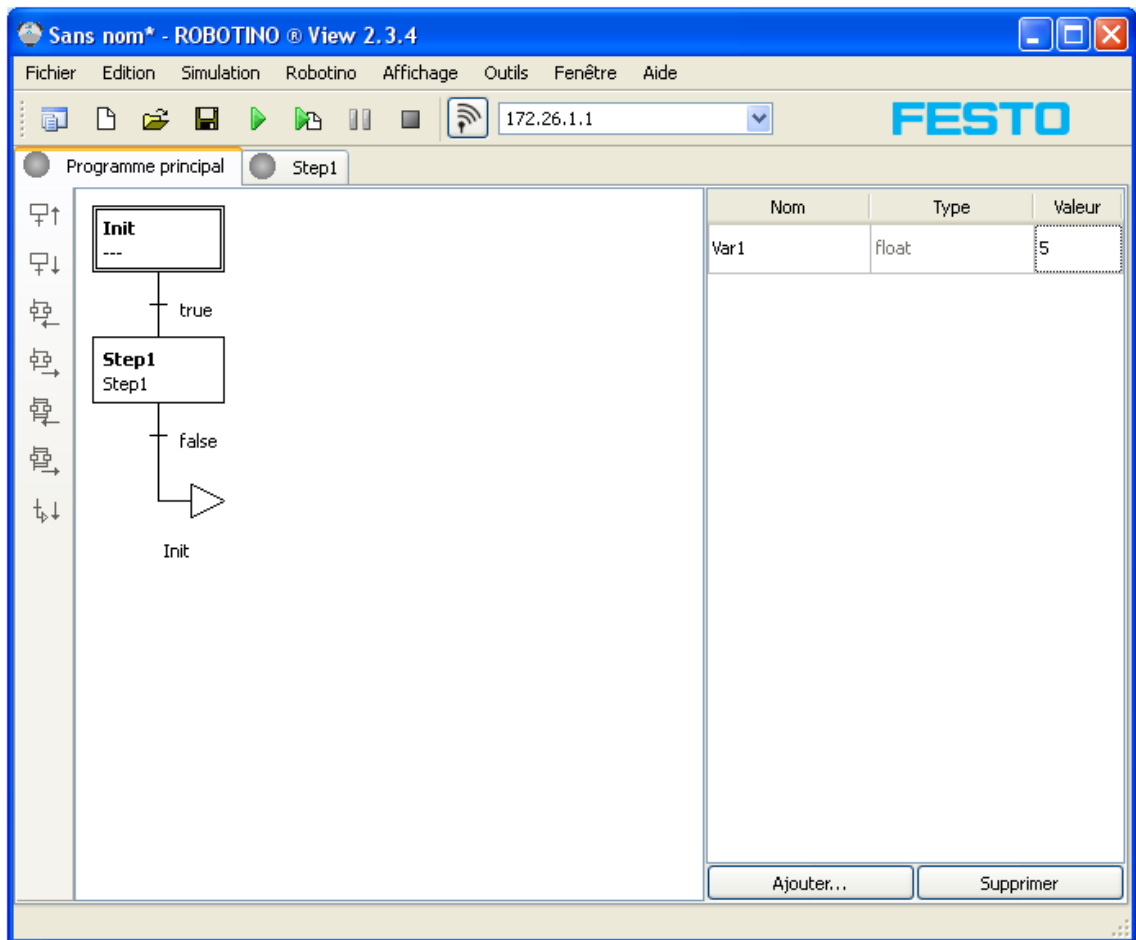 Sans nom* - ROBOTINO ® View 2.3.4
Fichier Edition Simulation Robotino Affichage Outils Fenêtre Aide
172.26.1.1
FESTO
Programme principal Step1
Init
---
true
Step1
Step1
false
Init
Nom Type Valeur
Var1 float 5
Ajouter... Supprimer